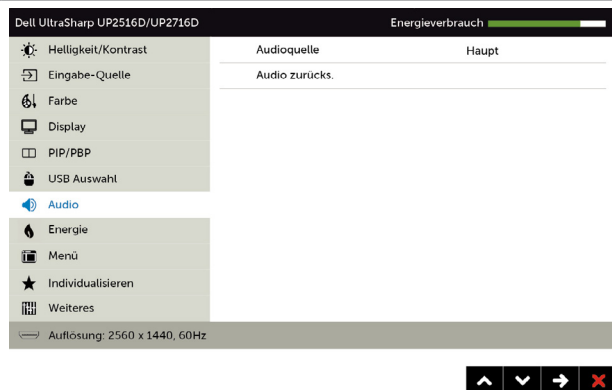 Dell UltraSharp UP2516D/UP2716D Energieverbrauch
Helligkeit/Kontrast Audioquelle Haupt
Eingabe-Quelle Audio zurücks.
Farbe
Display
PIP/PBP
USB Auswahl
Audio
Energie
Menü
Individualisieren
Weiteres
Auflösung: 2560 x 1440, 60Hz